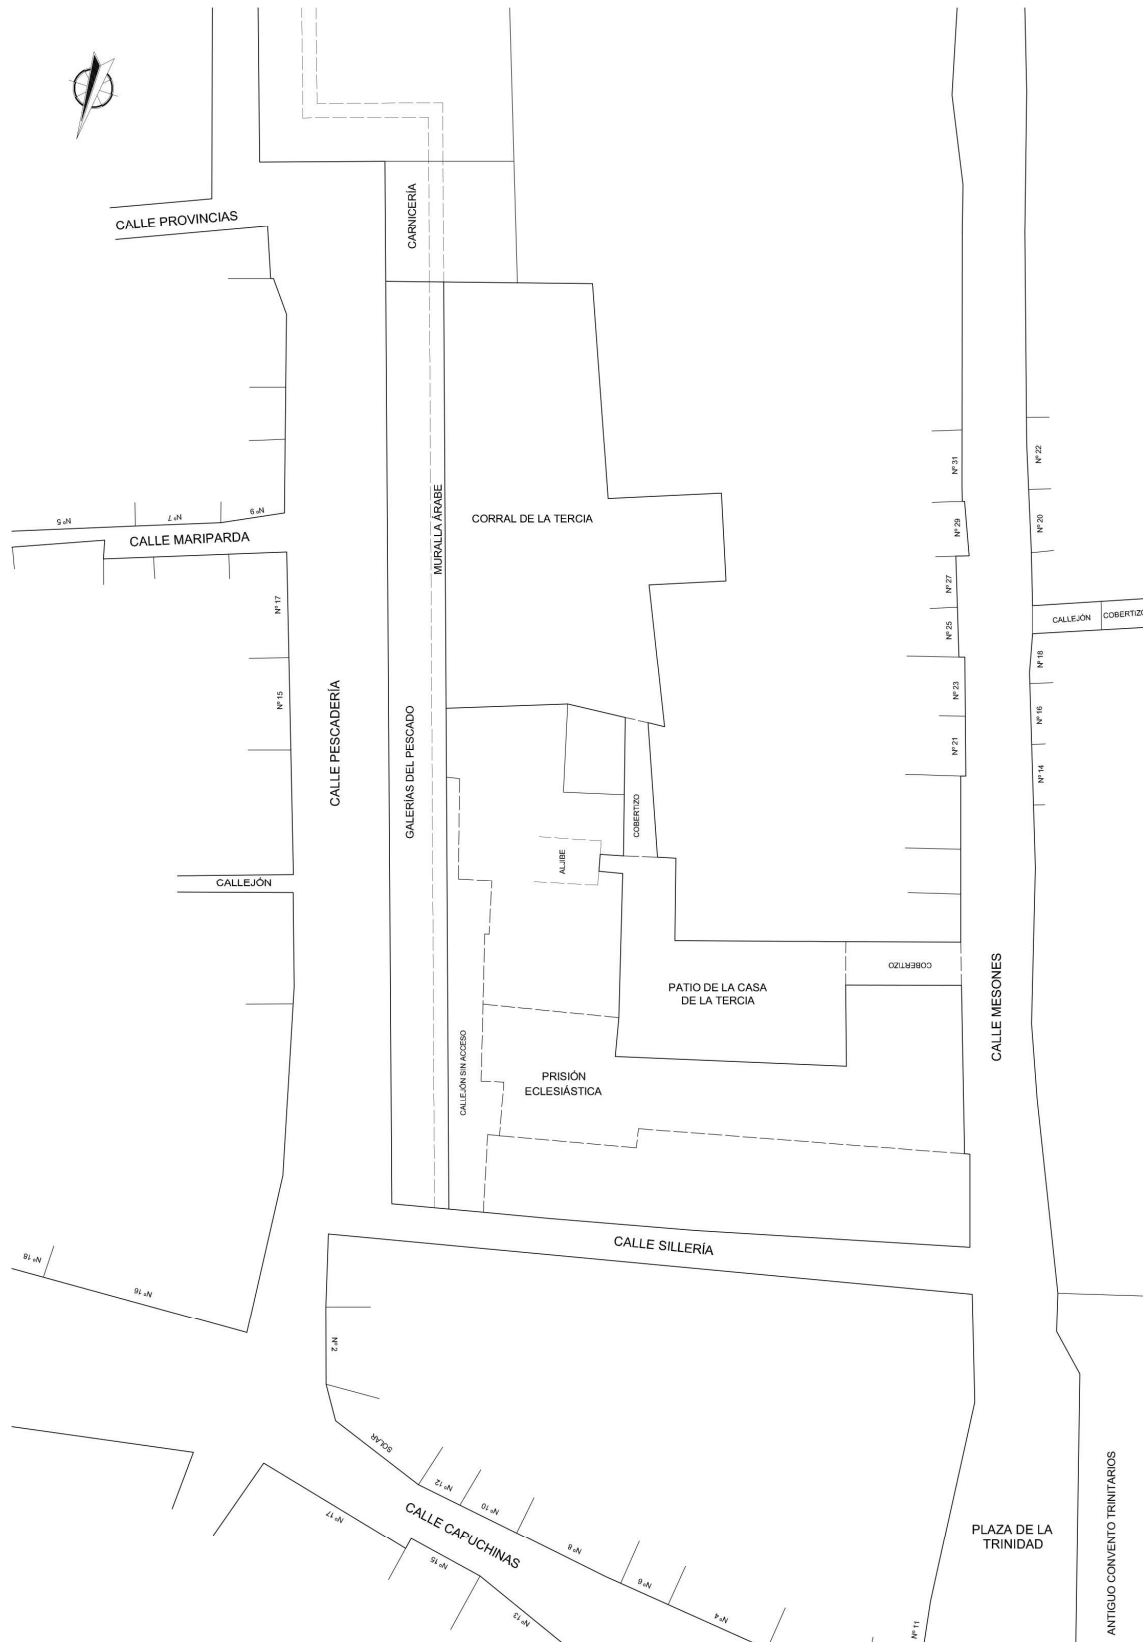 CALLE PROVINCIAS
CARNICERÍA
Nº 5
Nº 7
Nº 9
CALLE MARIPARDA
MURALLA ÁRABE
CORRAL DE LA TERCIA
Nº 31
Nº 29
Nº 27
Nº 25
Nº 23
Nº 21
Nº 22
Nº 20
CALLEJÓN
COBERTIZO
Nº 18
Nº 16
Nº 14
Nº 17
Nº 15
CALLE PESCADERÍA
GALERÍAS DEL PESCADO
COBERTIZO
ALJIBE
CALLEJÓN
COBERTIZO
PATIO DE LA CASA
DE LA TERCIA
CALLE MESONES
CALLEJÓN SIN ACCESO
PRISIÓN
ECLESIÁSTICA
CALLE SILLERÍA
Nº 18
Nº 16
Nº 2
SOLAR
Nº 12
Nº 10
Nº 8
Nº 6
Nº 4
CALLE CAPUCHINAS
Nº 17
Nº 15
Nº 13
Nº 11
PLAZA DE LA
TRINIDAD
ANTIGUO CONVENTO TRINITARIOS